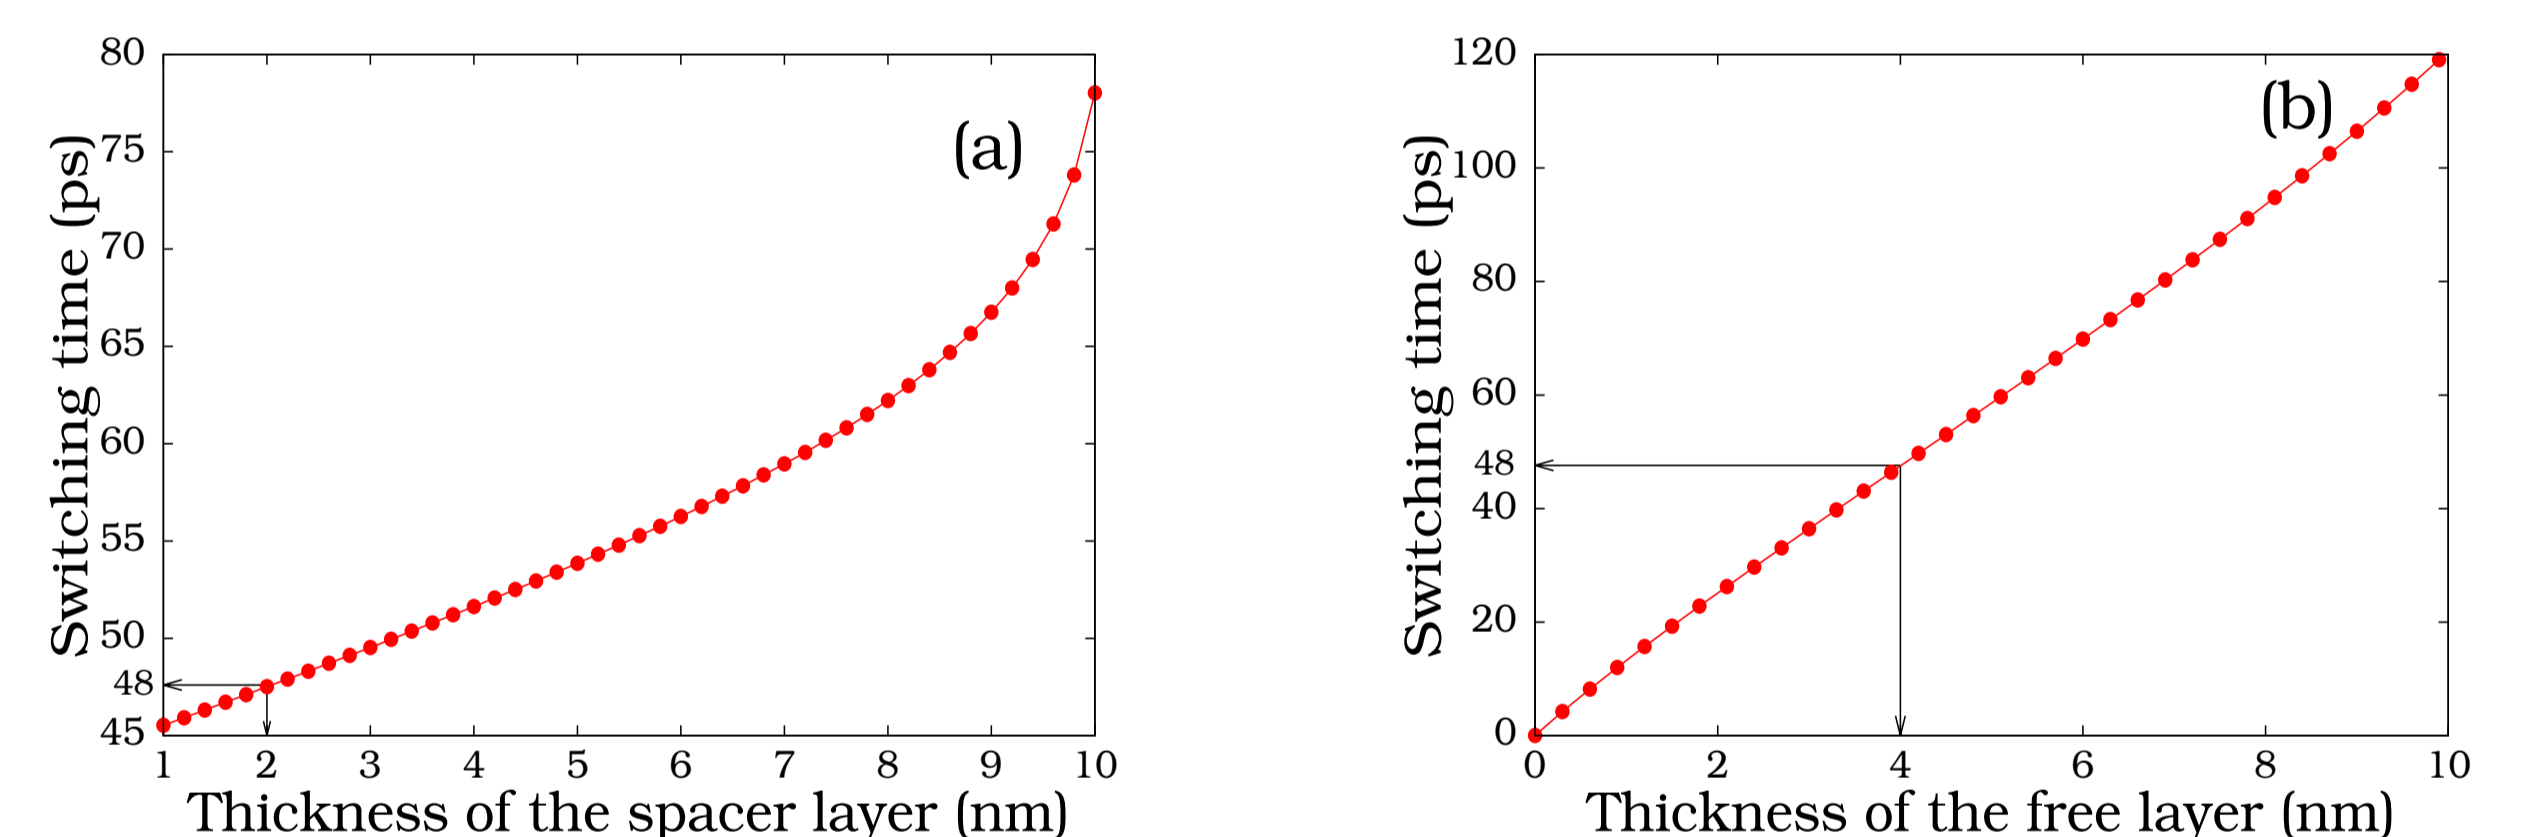 80
75
70
65
60
55
50
48
45
1 2 3 4 5 6 7 8 9 10
Switching time (ps)
Thickness of the spacer layer (nm)
(a)
120
100
80
60
48
40
20
0
0 2 4 6 8 10
Switching time (ps)
Thickness of the free layer (nm)
(b)